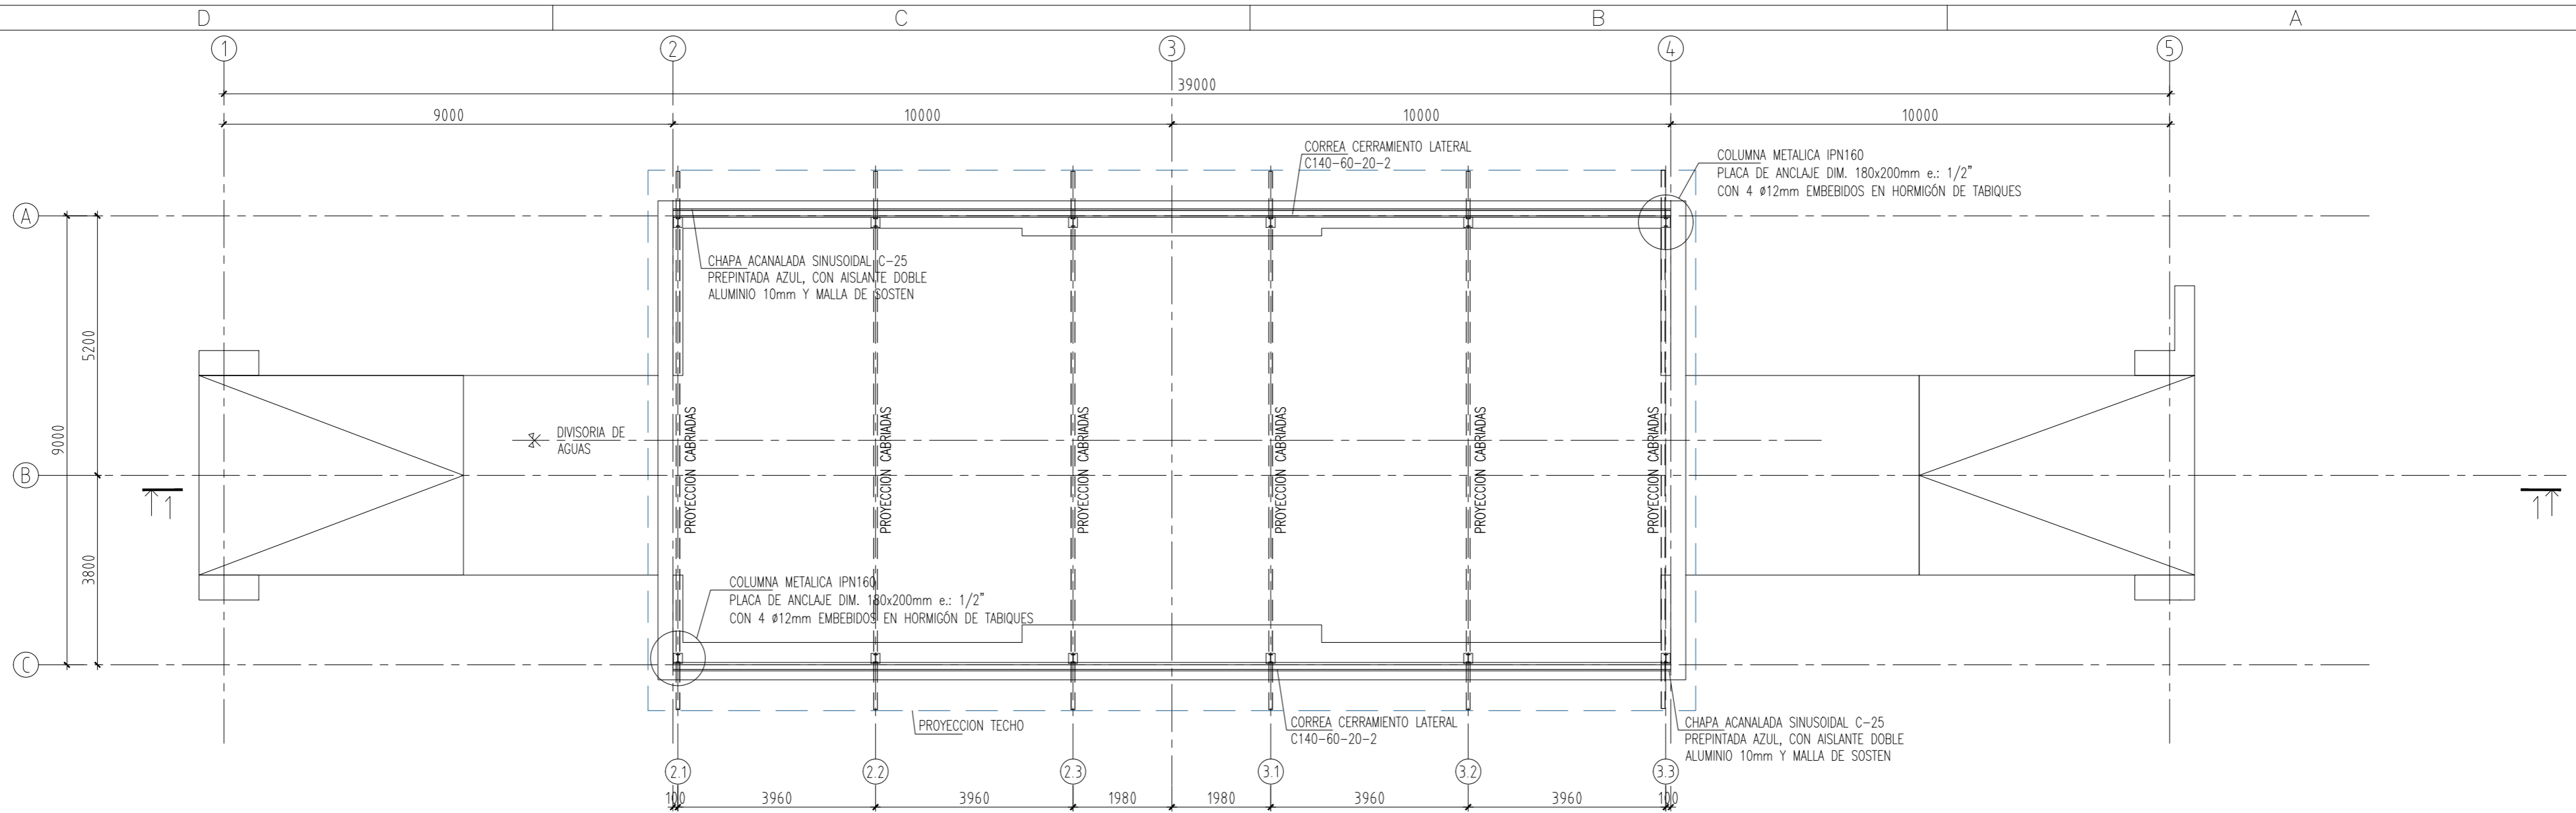 D C B A
1 2 3 4 5
39000
9000 10000 10000 10000
CORREA CERRAMIENTO LATERAL
C140-60-20-2
COLUMNA METALICA IPN160
PLACA DE ANCLAJE DIM. 180x200mm e.: 1/2"
CON 4 ø12mm EMBEBIDOS EN HORMIGÓN DE TABIQUES
A
CHAPA ACANALADA SINUSOIDAL C-25
PREPINTADA AZUL, CON AISLANTE DOBLE
ALUMINIO 10mm Y MALLA DE SOSTEN
5200
9000
DIVISORIA DE
AGUAS
PROYECCION CABRIADAS
PROYECCION CABRIADAS
PROYECCION CABRIADAS
PROYECCION CABRIADAS
PROYECCION CABRIADAS
PROYECCION CABRIADAS
B
1 1
3800
COLUMNA METALICA IPN160
PLACA DE ANCLAJE DIM. 180x200mm e.: 1/2"
CON 4 ø12mm EMBEBIDOS EN HORMIGÓN DE TABIQUES
C
PROYECCION TECHO
CORREA CERRAMIENTO LATERAL
C140-60-20-2
CHAPA ACANALADA SINUSOIDAL C-25
PREPINTADA AZUL, CON AISLANTE DOBLE
ALUMINIO 10mm Y MALLA DE SOSTEN
2.1 2.2 2.3 3.1 3.2 3.3
100 3960 3960 1980 1980 3960 3960 100